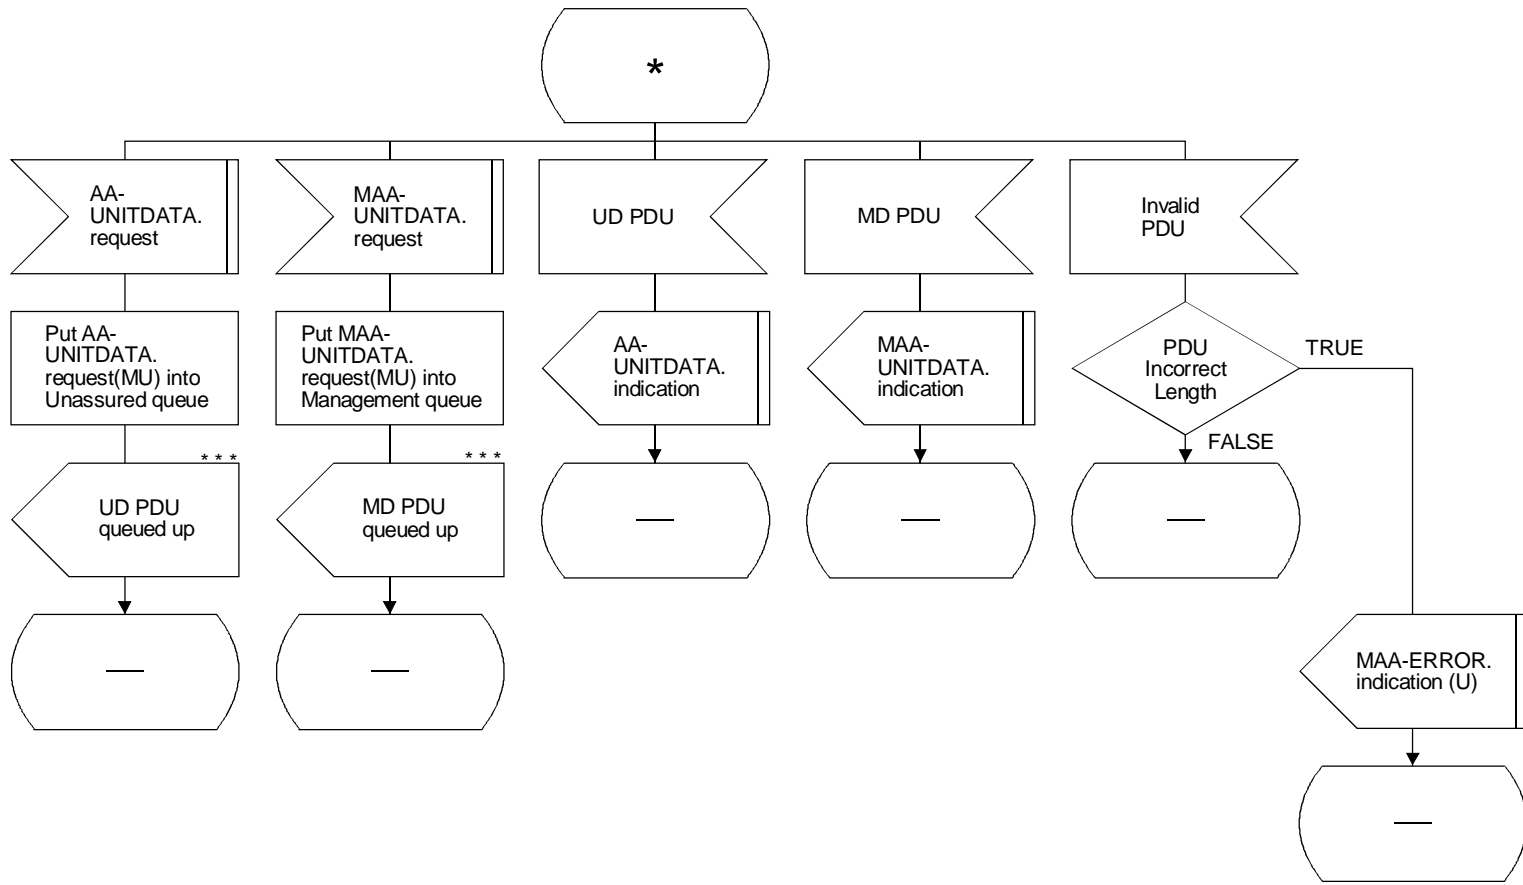 *
AA-
UNITDATA.
request
MAA-
UNITDATA.
request
UD PDU
MD PDU
Invalid
PDU
Put AA-
UNITDATA.
request(MU) into
Unassured queue
Put MAA-
UNITDATA.
request(MU) into
Management queue
AA-
UNITDATA.
indication
MAA-
UNITDATA.
indication
PDU
Incorrect
Length
TRUE
FALSE
* * *
UD PDU
queued up
* * *
MD PDU
queued up
—
—
—
—
—
MAA-ERROR.
indication (U)
—